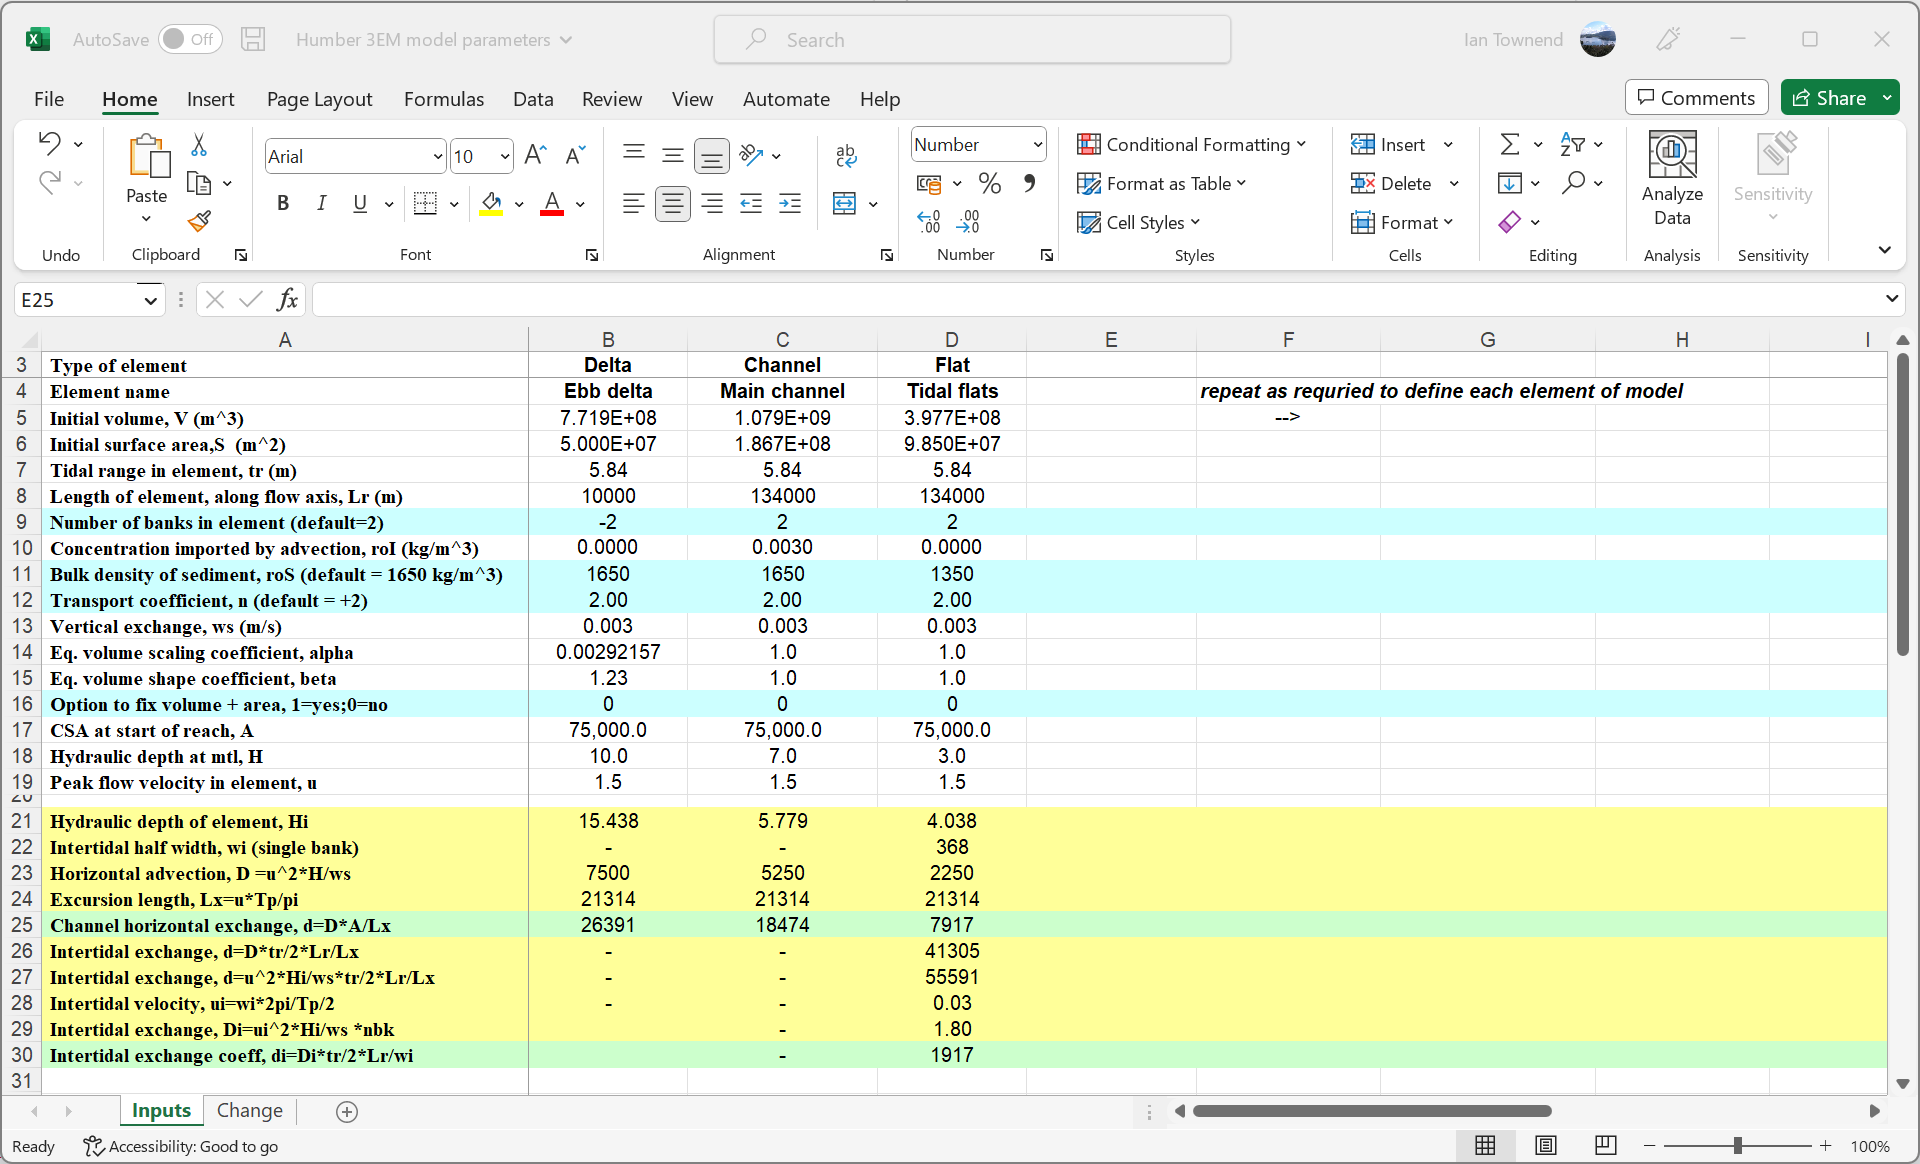 AutoSave Off Humber 3EM model parameters Search Ian Townend
File Home Insert Page Layout Formulas Data Review View Automate Help Comments Share
Paste Arial 10 Number Conditional Formatting Insert Analyze Data Sensitivity
B I U A Format as Table Delete
Cell Styles Format
Undo Clipboard Font Alignment Number Styles Cells Editing Analysis Sensitivity
E25 fx
A B C D E F G H I
3 Type of element Delta Channel Flat
4 Element name Ebb delta Main channel Tidal flats repeat as requried to define each element of model
5 Initial volume, V (m^3) 7.719E+08 1.079E+09 3.977E+08 -->
6 Initial surface area,S (m^2) 5.000E+07 1.867E+08 9.850E+07
7 Tidal range in element, tr (m) 5.84 5.84 5.84
8 Length of element, along flow axis, Lr (m) 10000 134000 134000
9 Number of banks in element (default=2) -2 2 2
10 Concentration imported by advection, roI (kg/m^3) 0.0000 0.0030 0.0000
11 Bulk density of sediment, roS (default = 1650 kg/m^3) 1650 1650 1350
12 Transport coefficient, n (default = +2) 2.00 2.00 2.00
13 Vertical exchange, ws (m/s) 0.003 0.003 0.003
14 Eq. volume scaling coefficient, alpha 0.00292157 1.0 1.0
15 Eq. volume shape coefficient, beta 1.23 1.0 1.0
16 Option to fix volume + area, 1=yes;0=no 0 0 0
17 CSA at start of reach, A 75,000.0 75,000.0 75,000.0
18 Hydraulic depth at mtl, H 10.0 7.0 3.0
19 Peak flow velocity in element, u 1.5 1.5 1.5
20
21 Hydraulic depth of element, Hi 15.438 5.779 4.038
22 Intertidal half width, wi (single bank) - - 368
23 Horizontal advection, D =u^2*H/ws 7500 5250 2250
24 Excursion length, Lx=u*Tp/pi 21314 21314 21314
25 Channel horizontal exchange, d=D*A/Lx 26391 18474 7917
26 Intertidal exchange, d=D*tr/2*Lr/Lx - - 41305
27 Intertidal exchange, d=u^2*Hi/ws*tr/2*Lr/Lx - - 55591
28 Intertidal velocity, ui=wi*2pi/Tp/2 - - 0.03
29 Intertidal exchange, Di=ui^2*Hi/ws *nbk - 1.80
30 Intertidal exchange coeff, di=Di*tr/2*Lr/wi - 1917
31
Inputs Change
Ready Accessibility: Good to go 100%